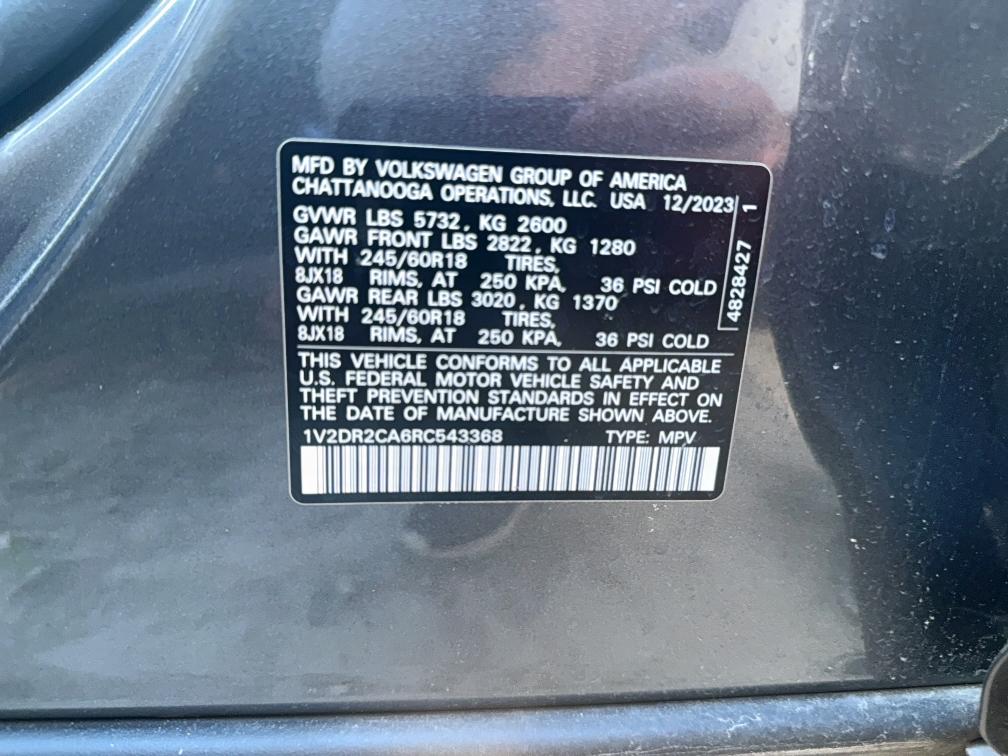 MFD BY VOLKSWAGEN GROUP OF AMERICA
CHATTANOOGA OPERATIONS, LLC. USA 12/2023
GVWR LBS 5732, KG 2600
GAWR FRONT LBS 2822, KG 1280
WITH 245/60R18 TIRES,
8JX18 RIMS, AT 250 KPA, 36 PSI COLD
GAWR REAR LBS 3020, KG 1370
WITH 245/60R18 TIRES,
8JX18 RIMS, AT 250 KPA, 36 PSI COLD
4828427 1
THIS VEHICLE CONFORMS TO ALL APPLICABLE
U.S. FEDERAL MOTOR VEHICLE SAFETY AND
THEFT PREVENTION STANDARDS IN EFFECT ON
THE DATE OF MANUFACTURE SHOWN ABOVE.
1V2DR2CA6RC543368 TYPE: MPV